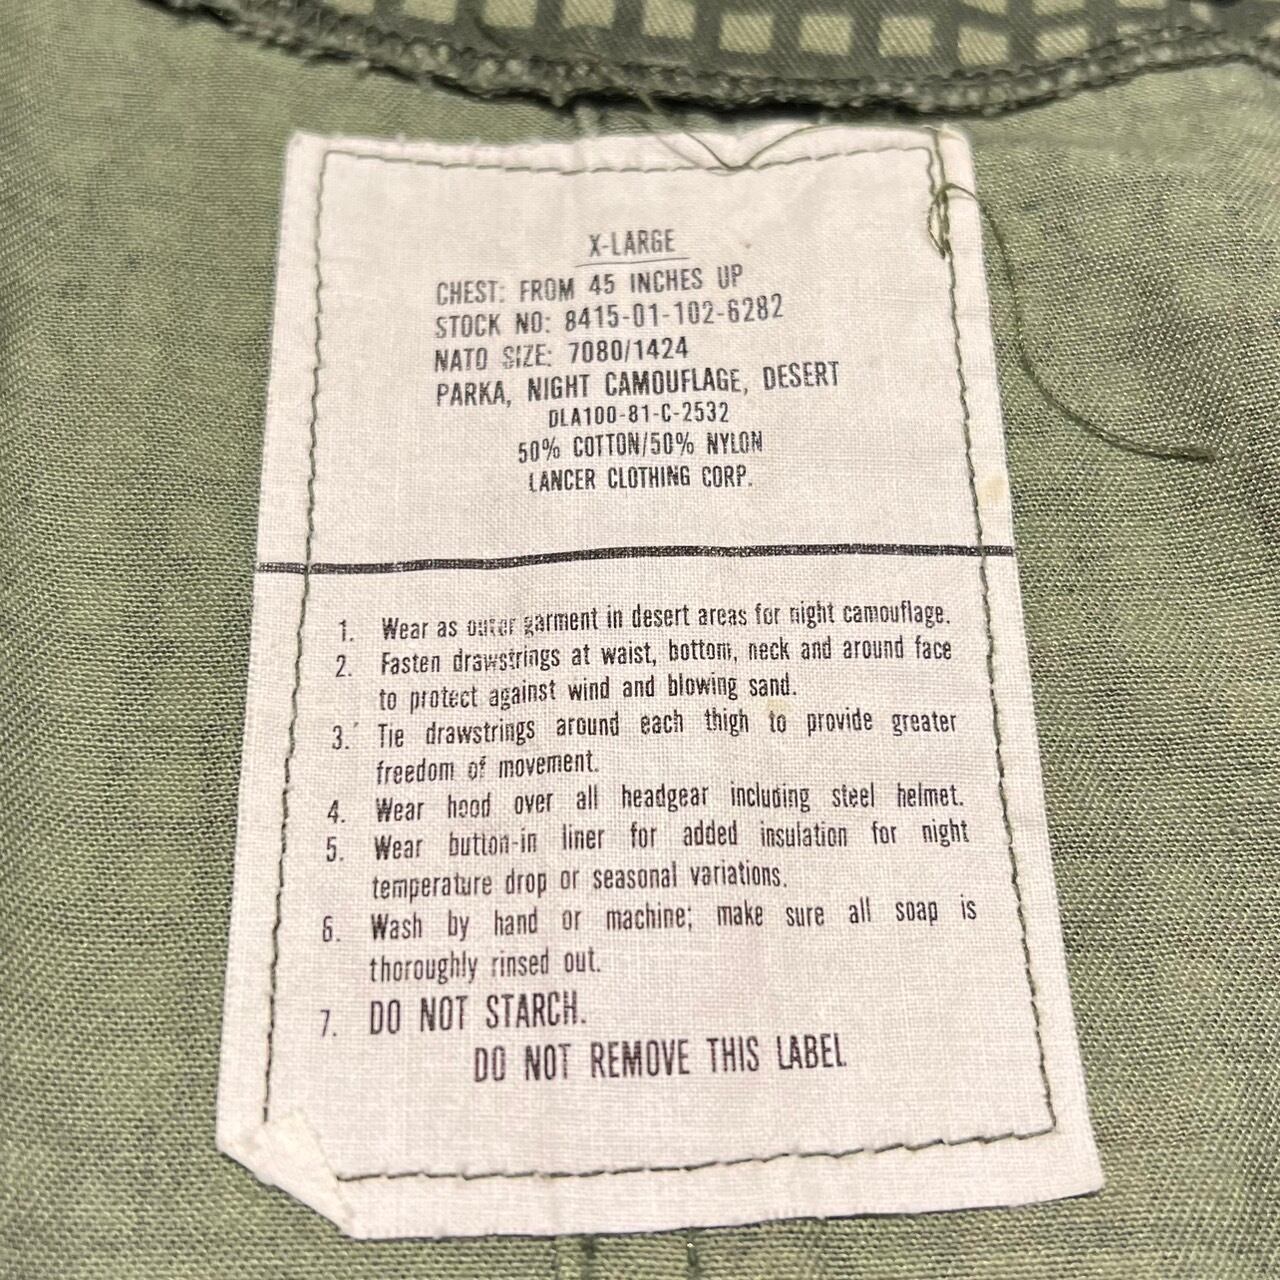 X-LARGE
CHEST: FROM 45 INCHES UP
STOCK NO: 8415-01-102-6282
NATO SIZE: 7080/1424
PARKA, NIGHT CAMOUFLAGE, DESERT
DLA100-81-C-2532
50% COTTON/50% NYLON
LANCER CLOTHING CORP.
1. Wear as outer garment in desert areas for night camouflage.
2. Fasten drawstrings at waist, bottom, neck and around face
to protect against wind and blowing sand.
3. Tie drawstrings around each thigh to provide greater
freedom of movement.
4. Wear hood over all headgear including steel helmet.
5. Wear button-in liner for added insulation for night
temperature drop or seasonal variations.
6. Wash by hand or machine; make sure all soap is
thoroughly rinsed out.
7. DO NOT STARCH.
DO NOT REMOVE THIS LABEL